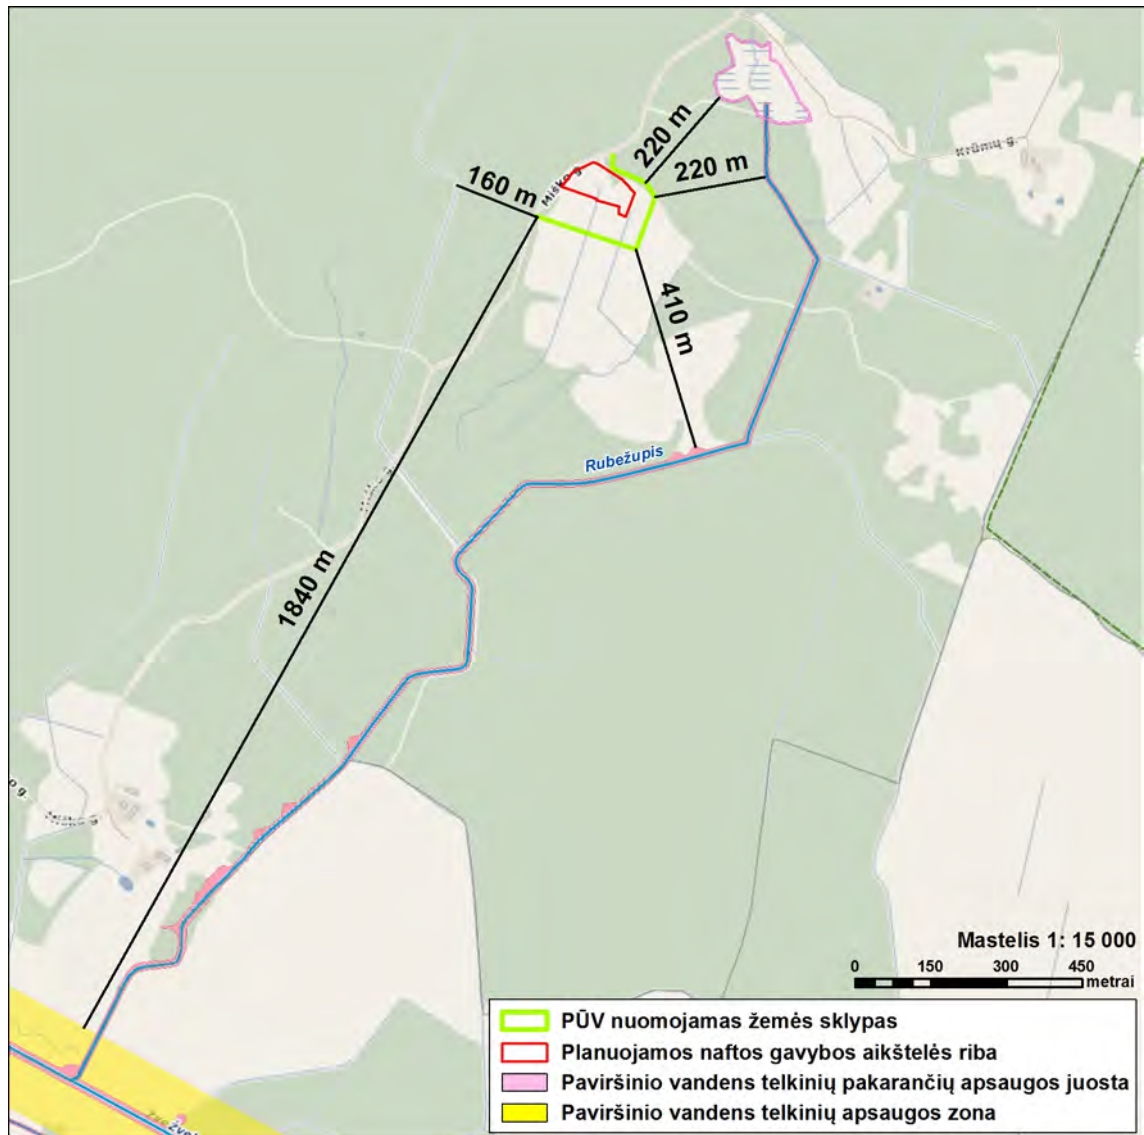 220 m
220 m
160 m
Miško g.
Krūmių g.
410 m
Rubežupis
1840 m
o g.
Mastelis 1: 15 000
0 150 300 450
metrai
PŪV nuomojamas žemės sklypas
Planuojamos naftos gavybos aikštelės riba
Paviršinio vandens telkinių pakarančių apsaugos juosta
Paviršinio vandens telkinių apsaugos zona